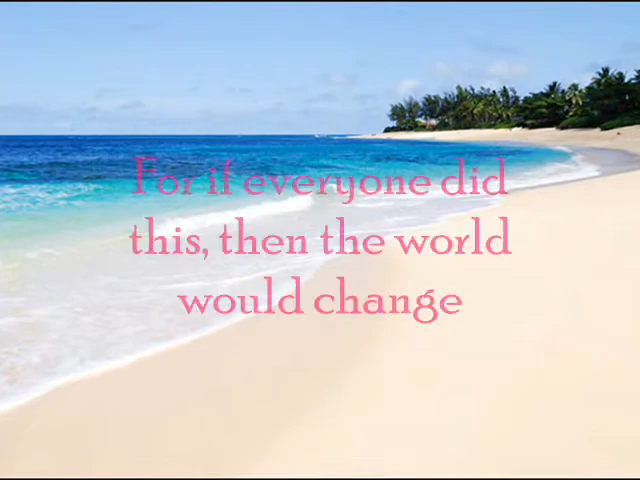 For if everyone did
this, then the world
would change